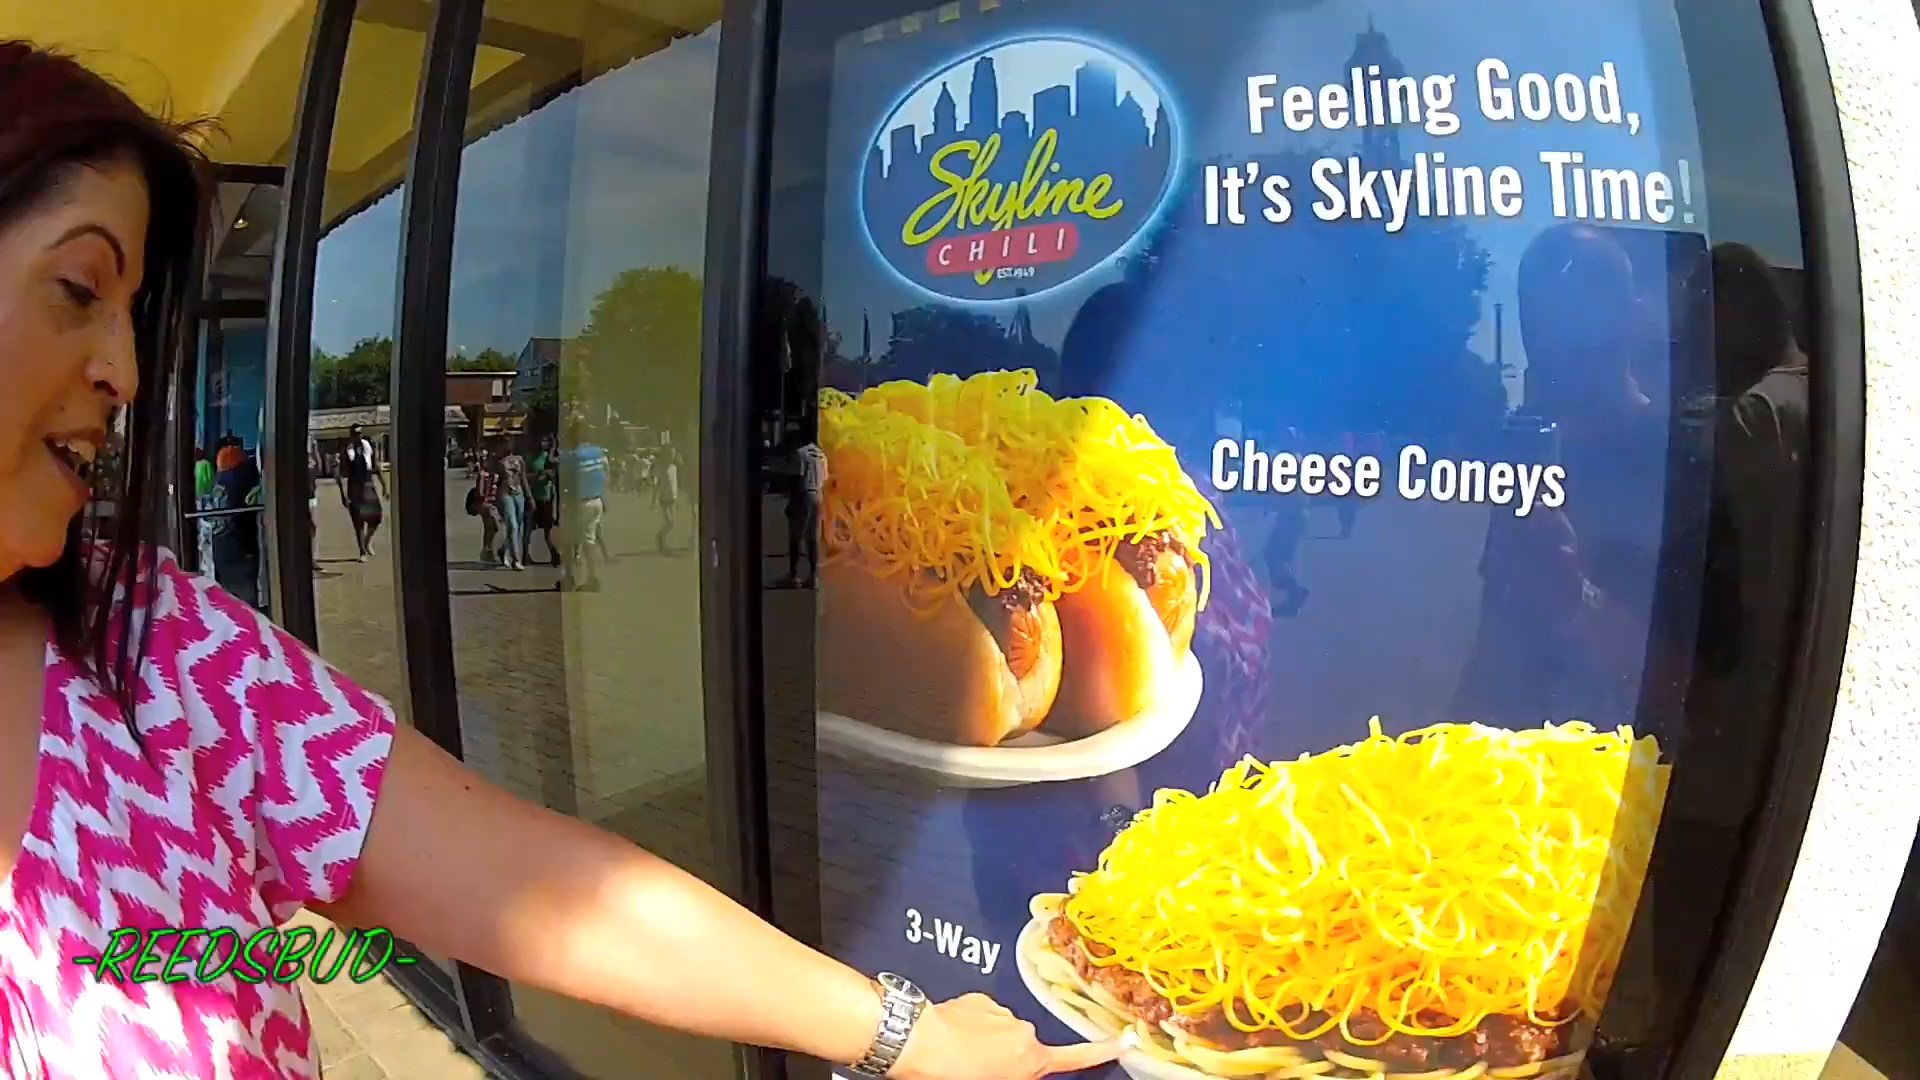 Skyline
CHILI
EST. 1949
Feeling Good,
It's Skyline Time!
Cheese Coneys
3-Way
-REEDSBUD-